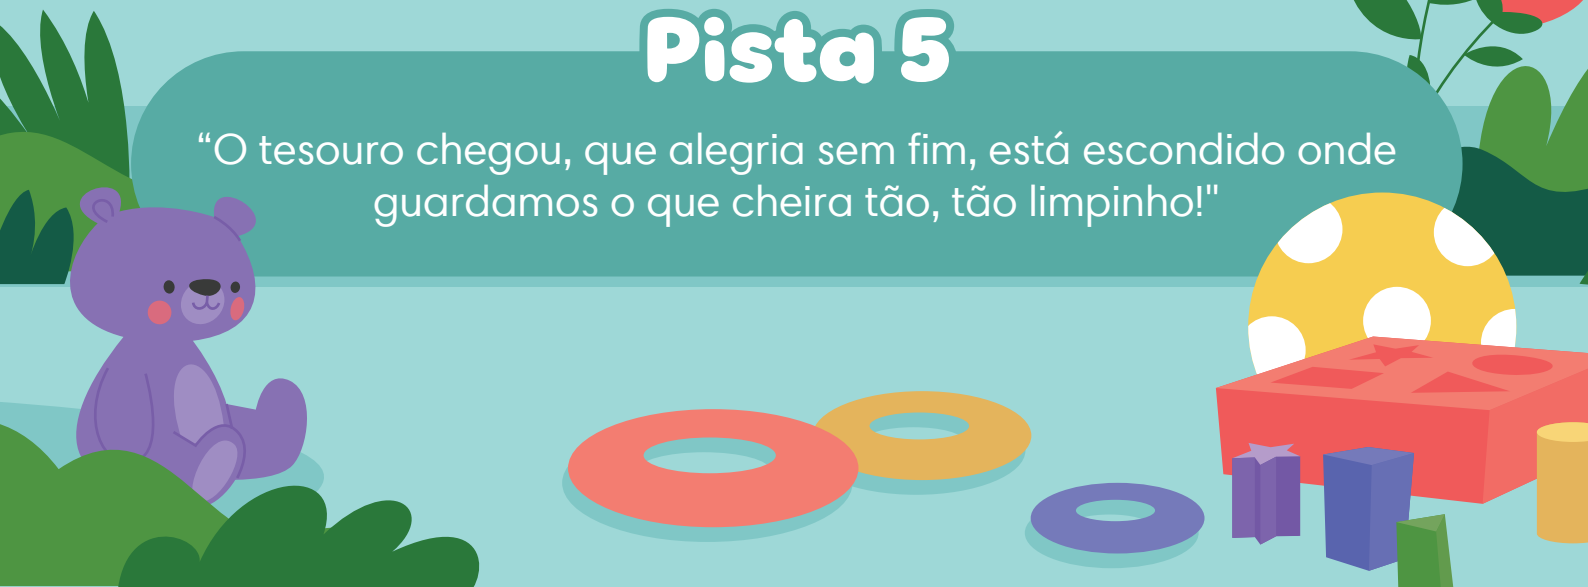 Pista 5
“O tesouro chegou, que alegria sem fim, está escondido onde
guardamos o que cheira tão, tão limpinho!"